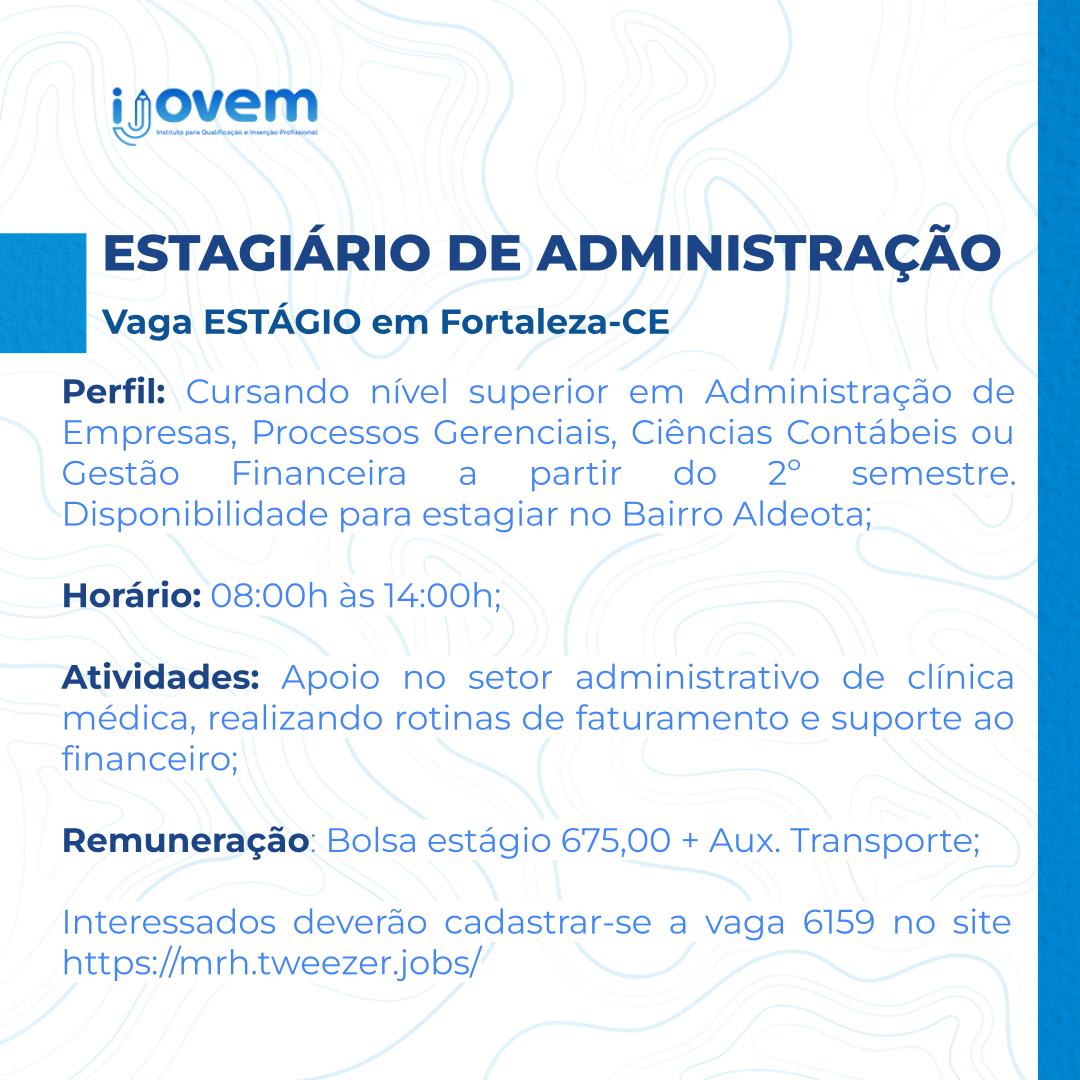 ijovem
Instituto para Qualificação e Inserção Profissional
ESTAGIÁRIO DE ADMINISTRAÇÃO
Vaga ESTÁGIO em Fortaleza-CE
Perfil: Cursando nível superior em Administração de
Empresas, Processos Gerenciais, Ciências Contábeis ou
Gestão Financeira a partir do 2º semestre.
Disponibilidade para estagiar no Bairro Aldeota;
Horário: 08:00h às 14:00h;
Atividades: Apoio no setor administrativo de clínica
médica, realizando rotinas de faturamento e suporte ao
financeiro;
Remuneração: Bolsa estágio 675,00 + Aux. Transporte;
Interessados deverão cadastrar-se a vaga 6159 no site
https://mrh.tweezer.jobs/